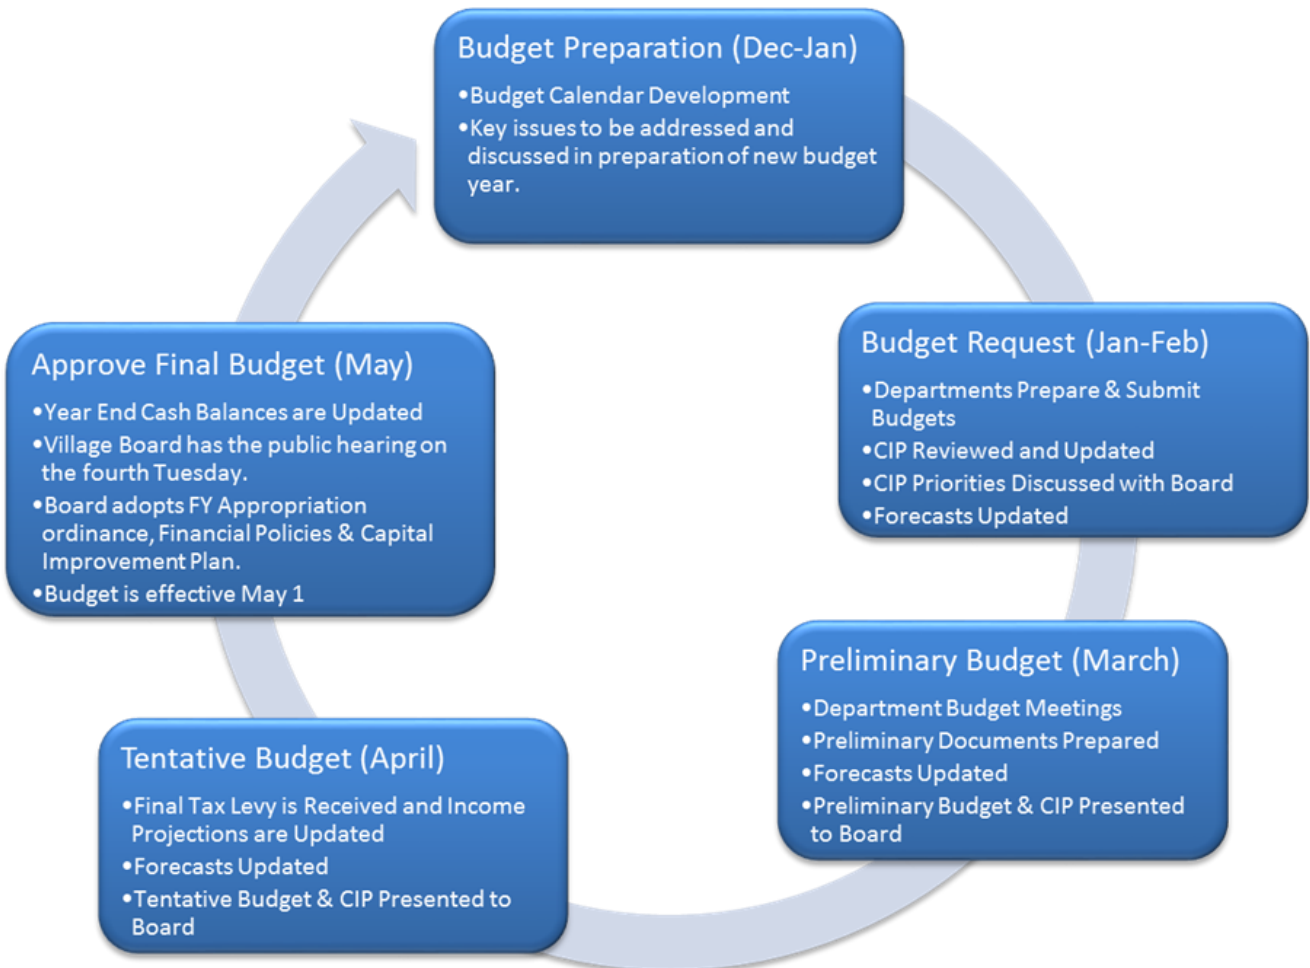 Budget Preparation (Dec-Jan)
•Budget Calendar Development
•Key issues to be addressed and
discussed in preparation of new budget
year.
Budget Request (Jan-Feb)
•Departments Prepare & Submit
Budgets
•CIP Reviewed and Updated
•CIP Priorities Discussed with Board
•Forecasts Updated
Preliminary Budget (March)
•Department Budget Meetings
•Preliminary Documents Prepared
•Forecasts Updated
•Preliminary Budget & CIP Presented
to Board
Tentative Budget (April)
•Final Tax Levy is Received and Income
Projections are Updated
•Forecasts Updated
•Tentative Budget & CIP Presented to
Board
Approve Final Budget (May)
•Year End Cash Balances are Updated
•Village Board has the public hearing on
the fourth Tuesday.
•Board adopts FY Appropriation
ordinance, Financial Policies & Capital
Improvement Plan.
•Budget is effective May 1